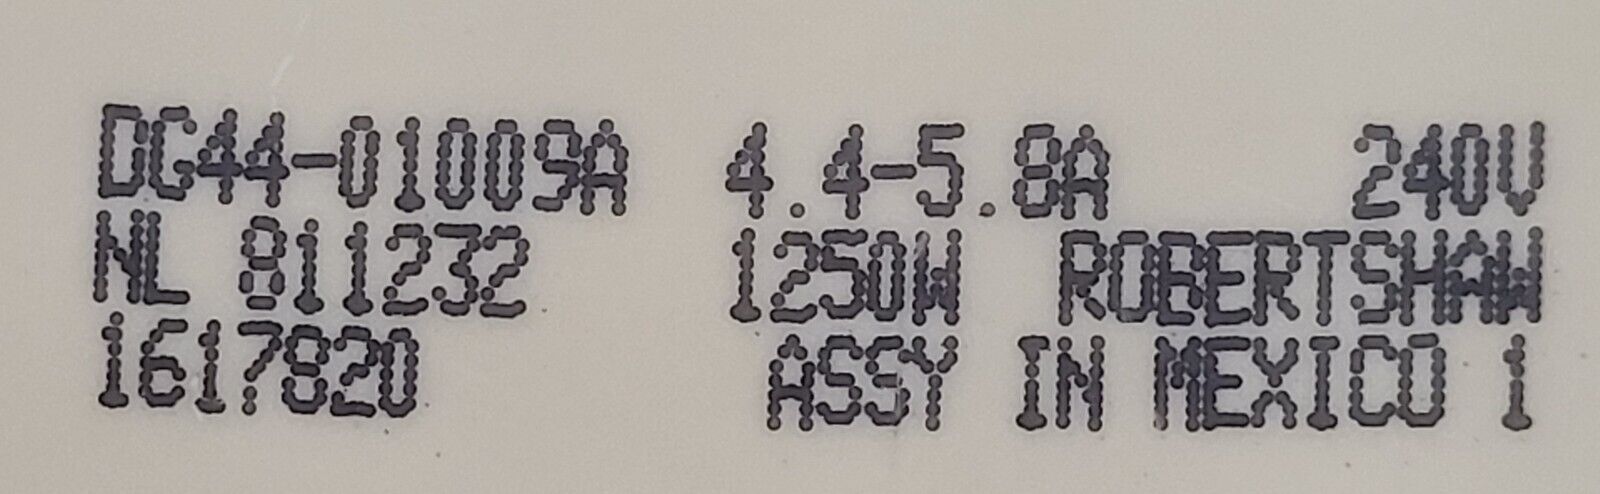 DG44-01009A 4.4-5.8A 240V
NL 811232 1250W ROBERTSHAW
1617820 ASSY IN MEXICO 1